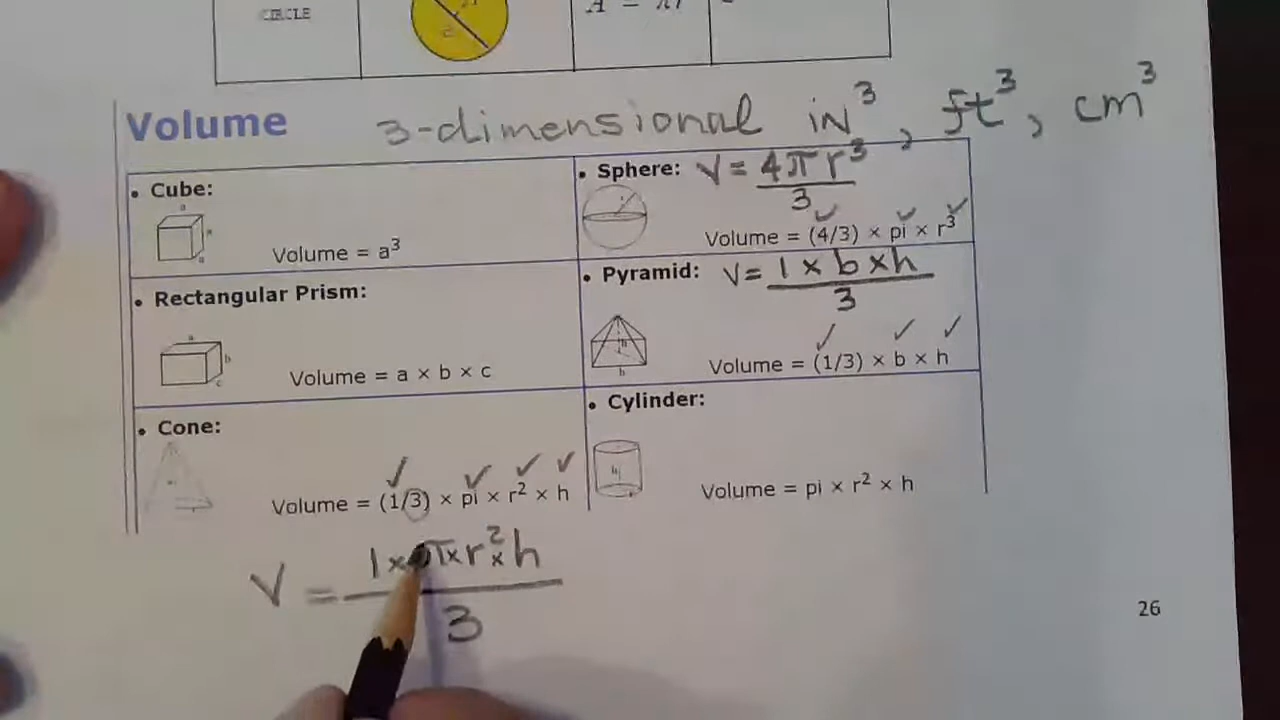 CIRCLE
Volume 3-dimensional in³, ft³, cm³
• Cube:
Volume = a³
• Sphere: V = 4πr³/3
Volume = (4/3) × pi × r³
• Rectangular Prism:
Volume = a × b × c
• Pyramid: V = 1 × b × h/3
Volume = (1/3) × b × h
• Cone:
Volume = (1/3) × pi × r² × h
• Cylinder:
Volume = pi × r² × h
V = 1×π×r²×h/3
26